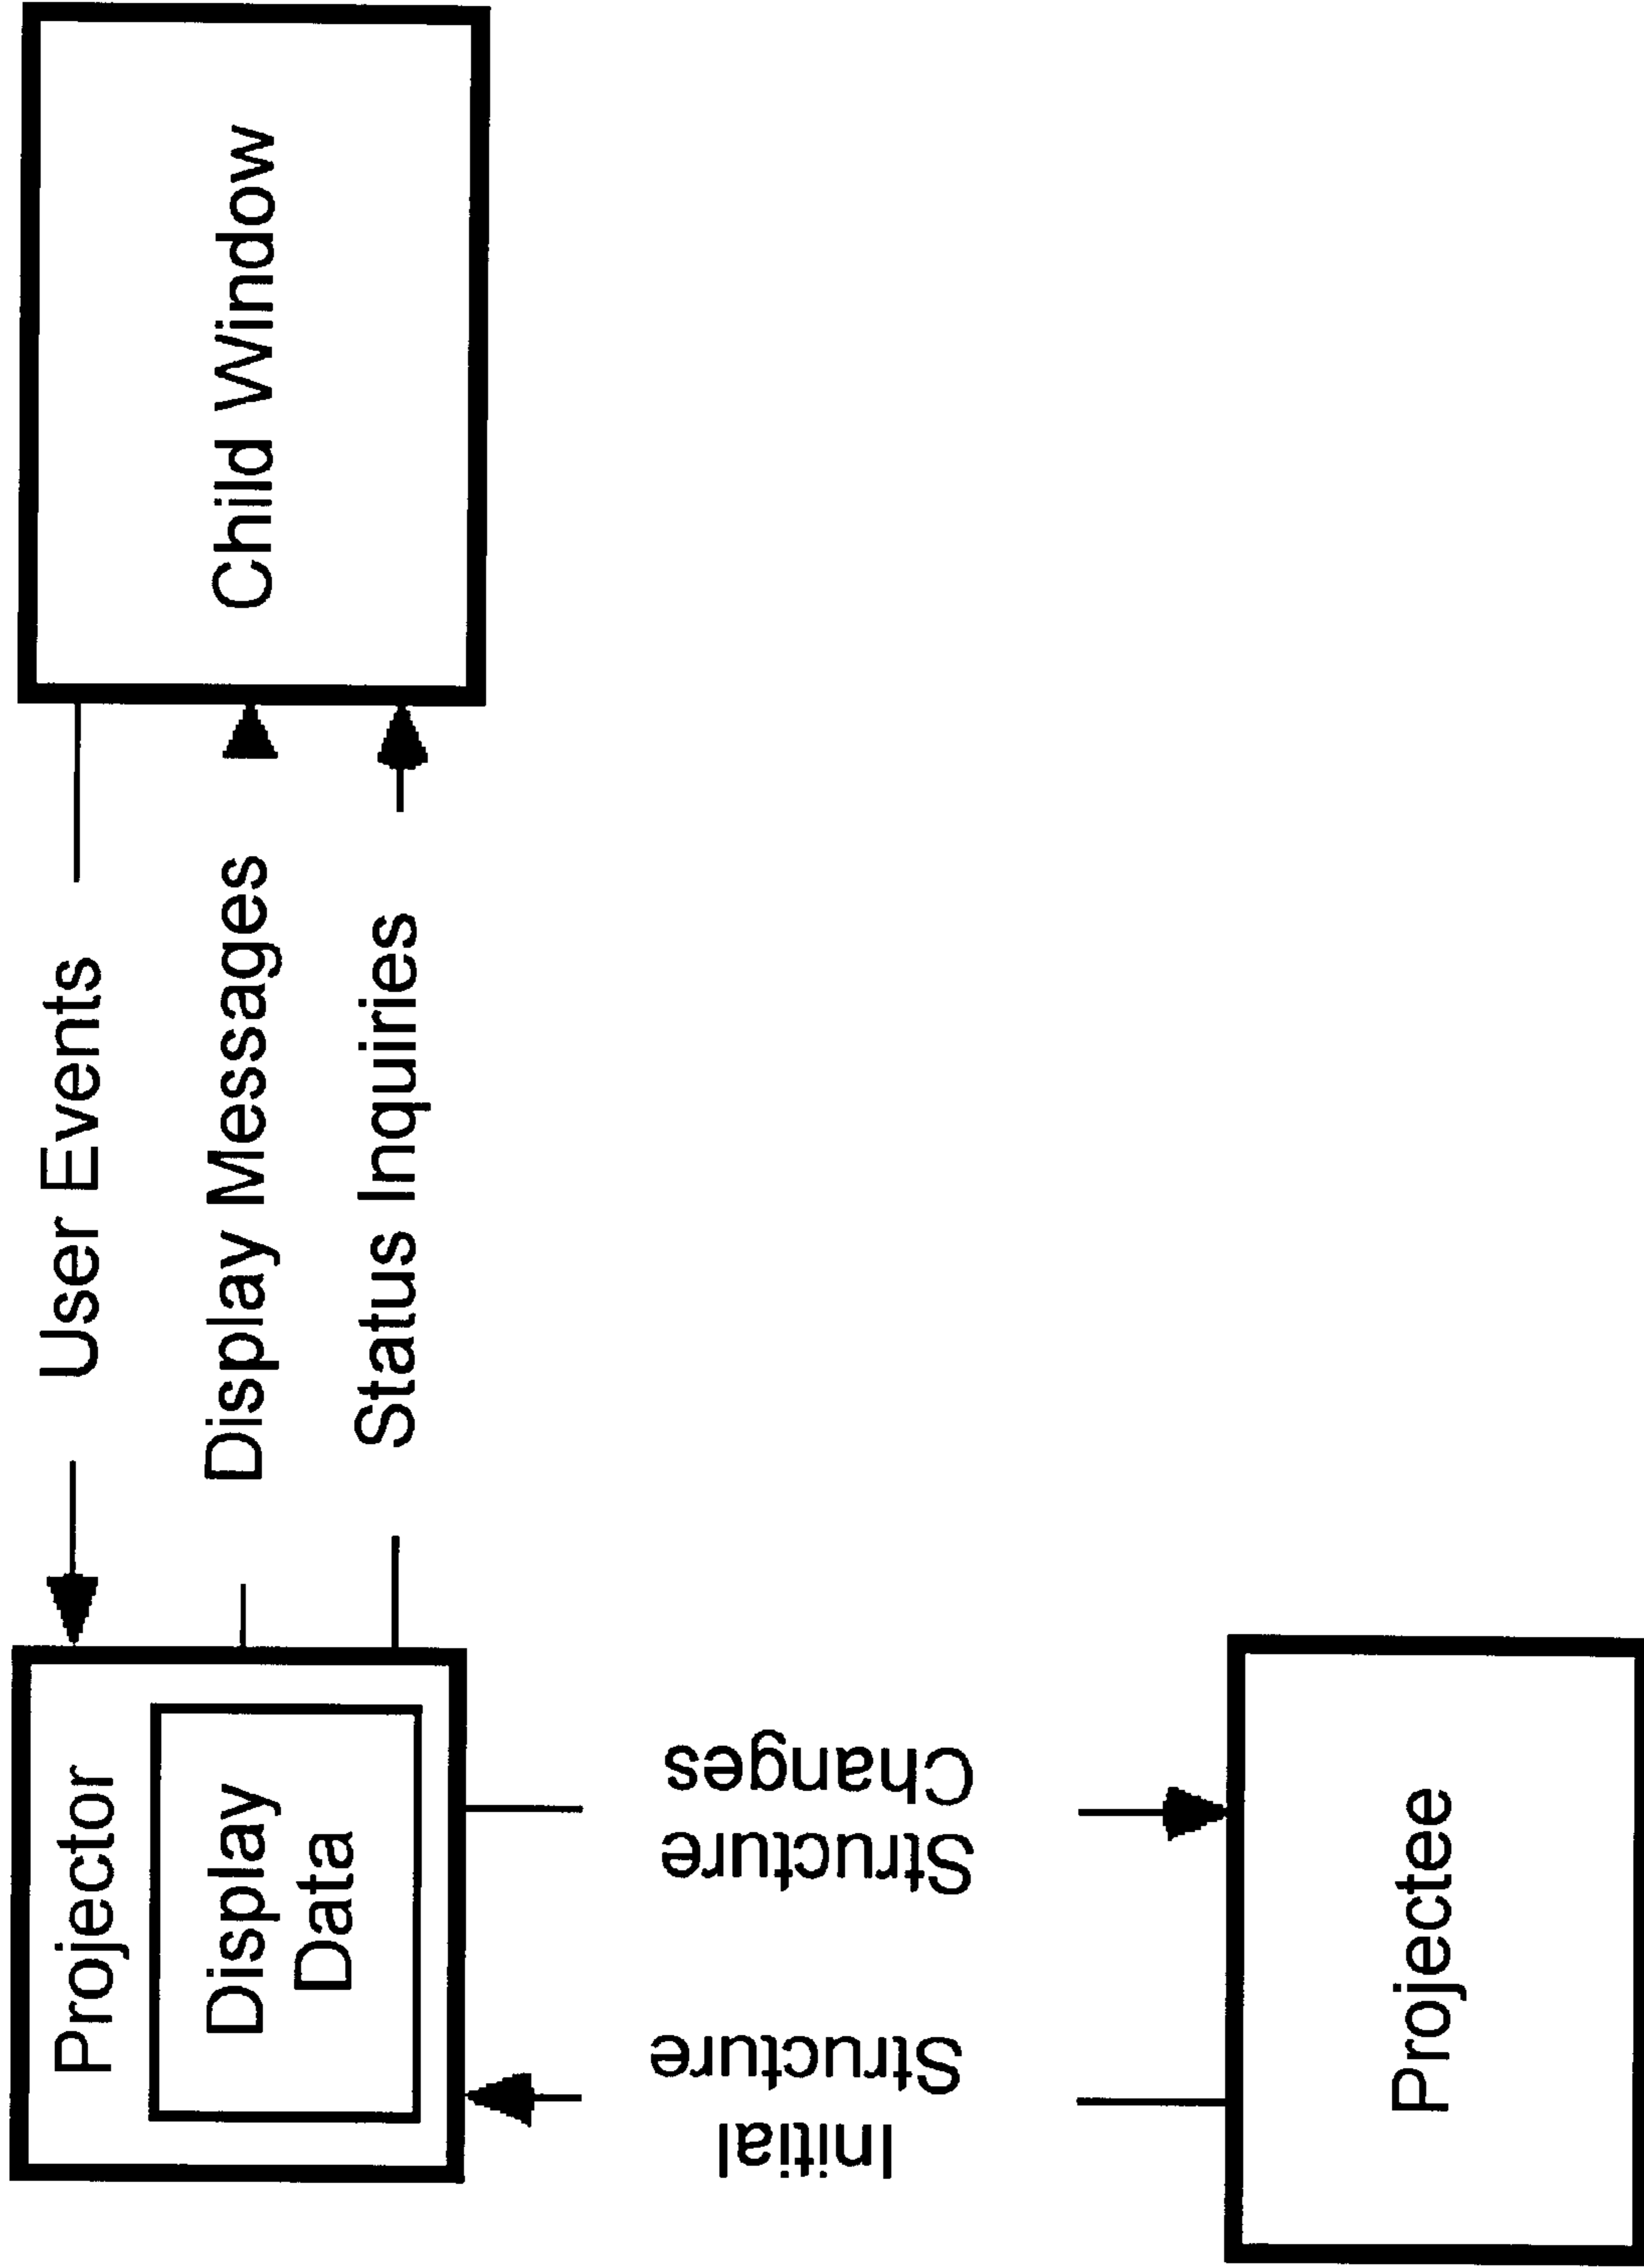 Projector
Display
Data
User Events
Display Messages
Status Inquiries
Child Window
Initial
Structure
Structure
Changes
Projectee